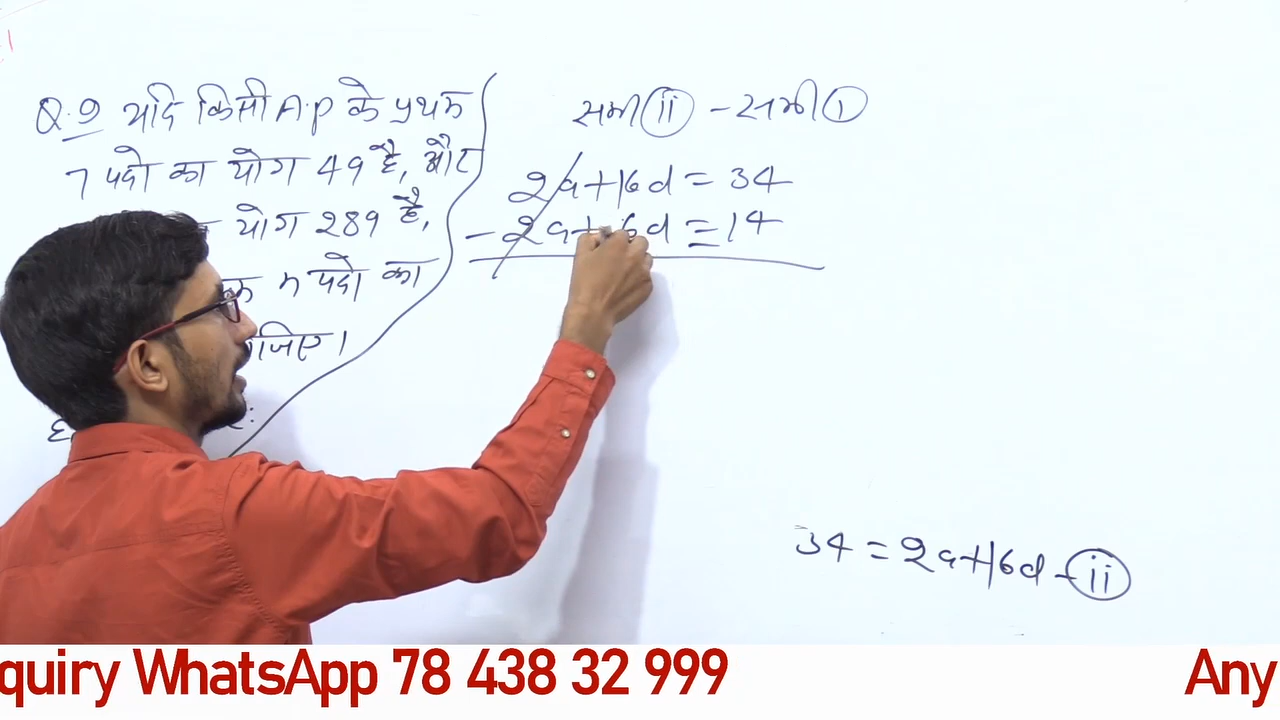 Q.9 यदि किसी A.P के प्रथम
7 पदो का योग 49 है, और
योग 289 है,
n पदो का
समी (ii) - समी (i)
2a+16d = 34
- 2a+6d = 14
34 = 2a+16d - (ii)
quiry WhatsApp 78 438 32 999 Any